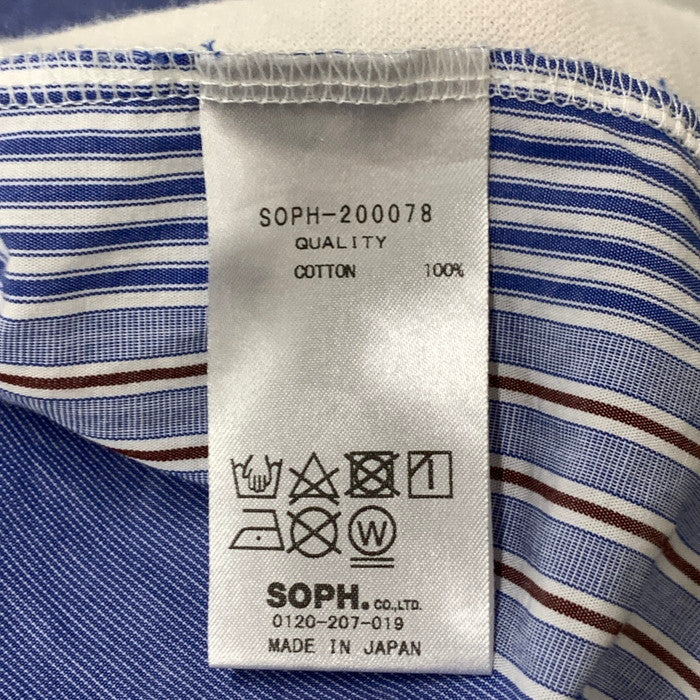 SOPH-200078
QUALITY
COTTON 100%
W
SOPH. CO.,LTD.
0120-207-019
MADE IN JAPAN